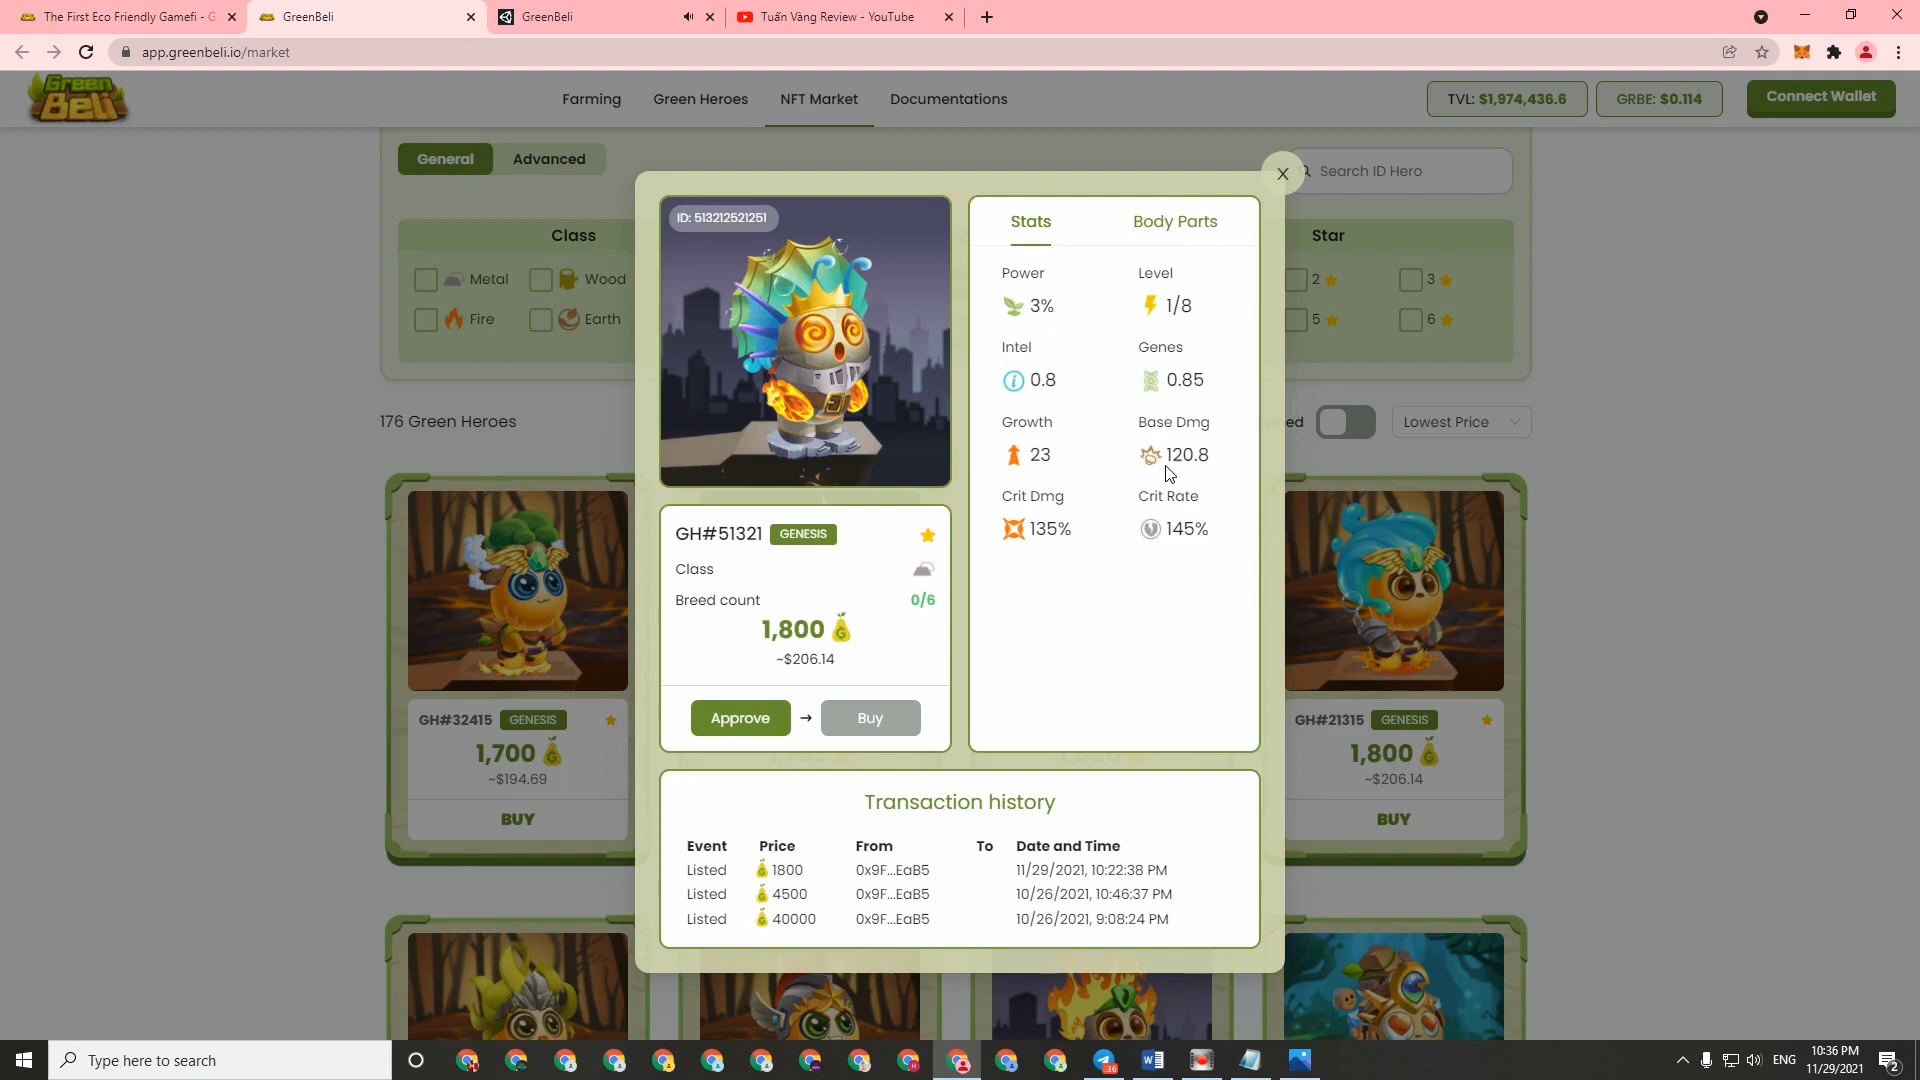 The First Eco Friendly Gamefi - G
GreenBeli
GreenBeli
Tuấn Vàng Review - YouTube
app.greenbeli.io/market
Green
Beli
Farming
Green Heroes
NFT Market
Documentations
TVL: $1,974,436.6
GRBE: $0.114
Connect Wallet
General
Advanced
Search ID Hero
Class
Star
Metal
Wood
Fire
Earth
2
3
5
6
176 Green Heroes
Lowest Price
X
ID: 513212521251
Stats
Body Parts
Power
Level
3%
1/8
Intel
Genes
0.8
0.85
Growth
Base Dmg
23
120.8
Crit Dmg
Crit Rate
135%
145%
GH#51321 GENESIS
Class
Breed count 0/6
1,800
~$206.14
Approve → Buy
GH#32415 GENESIS
1,700
~$194.69
BUY
GH#21315 GENESIS
1,800
~$206.14
BUY
Transaction history
Event Price From To Date and Time
Listed 1800 0x9F...EaB5 11/29/2021, 10:22:38 PM
Listed 4500 0x9F...EaB5 10/26/2021, 10:46:37 PM
Listed 40000 0x9F...EaB5 10/26/2021, 9:08:24 PM
Type here to search
36
ENG
10:36 PM
11/29/2021
2